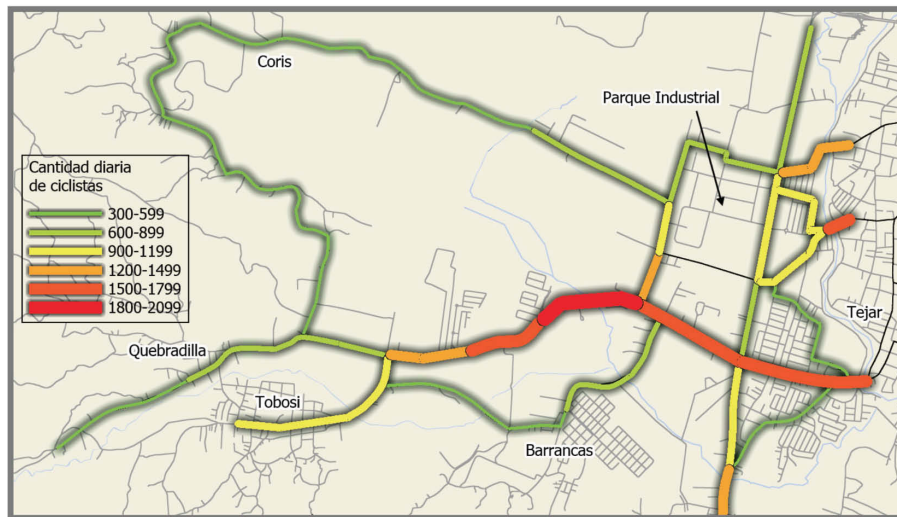 Coris
Parque Industrial
Cantidad diaria
de ciclistas
300-599
600-899
900-1199
1200-1499
1500-1799
1800-2099
Tejar
Quebradilla
Tobosi
Barrancas